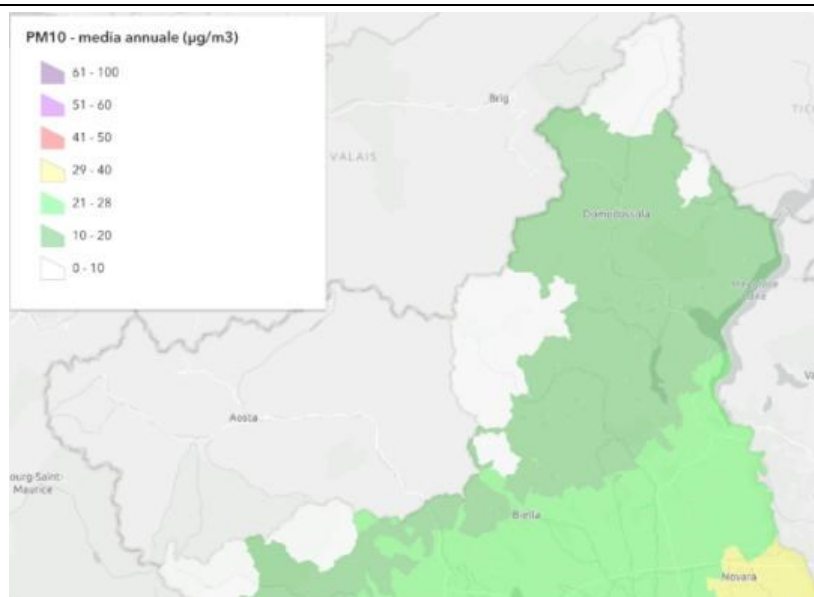 PM10 - media annuale (µg/m3)
61 - 100
51 - 60
41 - 50
29 - 40
21 - 28
10 - 20
0 - 10
Brig
VALAIS
TIC
Domodossola
Aosta
ourg-Saint-
Maurice
Biella
Novara